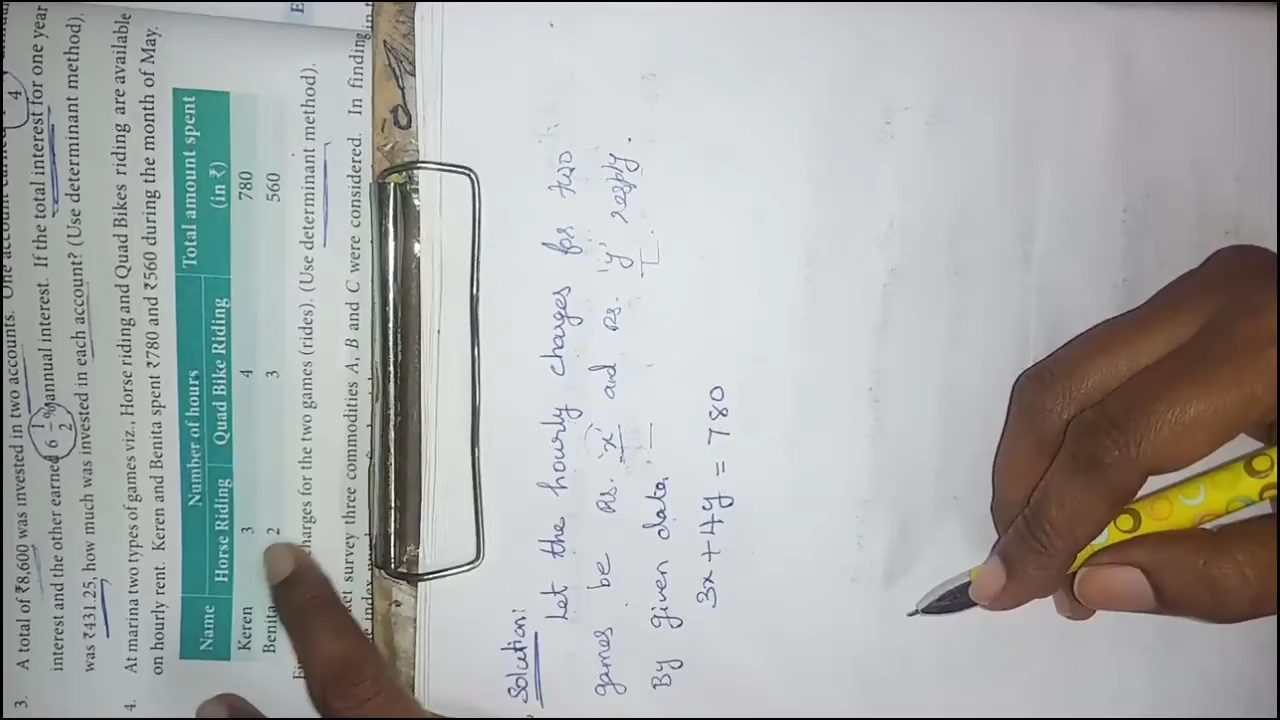 4
3. A total of ₹8,600 was invested in two accounts. One account earned
interest and the other earned 6 1/2 % annual interest. If the total interest for one year
was ₹431.25, how much was invested in each account? (Use determinant method).
4. At marina two types of games viz., Horse riding and Quad Bikes riding are available
on hourly rent. Keren and Benita spent ₹780 and ₹560 during the month of May.
Name Number of hours Total amount spent (in ₹)
Horse Riding Quad Bike Riding
Keren 3 4 780
Benita 2 3 560
harges for the two games (rides). (Use determinant method).
et survey three commodities A, B and C were considered. In finding
E
Solution:
Let the hourly charges for two
games be rs. 'x' and rs. 'y' resply.
By given data
3x + 4y = 780